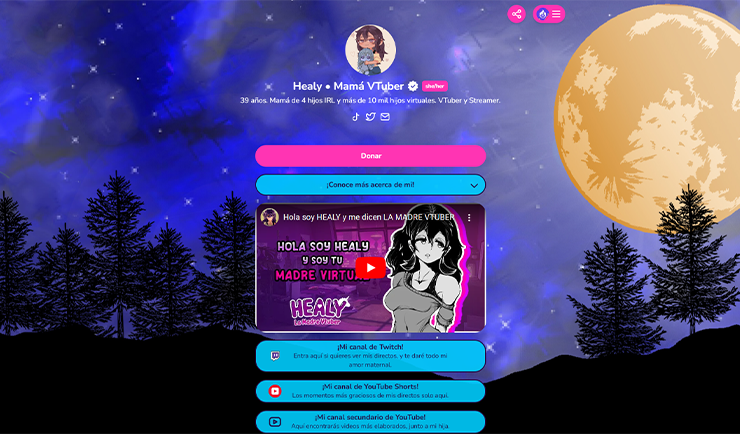 Healy • Mamá VTuber
she/her
39 años. Mamá de 4 hijos IRL y más de 10 mil hijos virtuales. VTuber y Streamer.
Donar
¡Conoce más acerca de mí!
Hola soy HEALY y me dicen LA MADRE VTUBER
HOLA SOY HEALY
Y SOY TU
MADRE VIRTUAL
HEALY
La Madre Vtuber
¡Mi canal de Twitch!
Entra aquí si quieres ver mis directos, y te daré todo mi
amor maternal.
¡Mi canal de YouTube Shorts!
Los momentos más graciosos de mis directos solo aquí.
¡Mi canal secundario de YouTube!
Aquí encontrarás videos más elaborados, junto a mi hija.